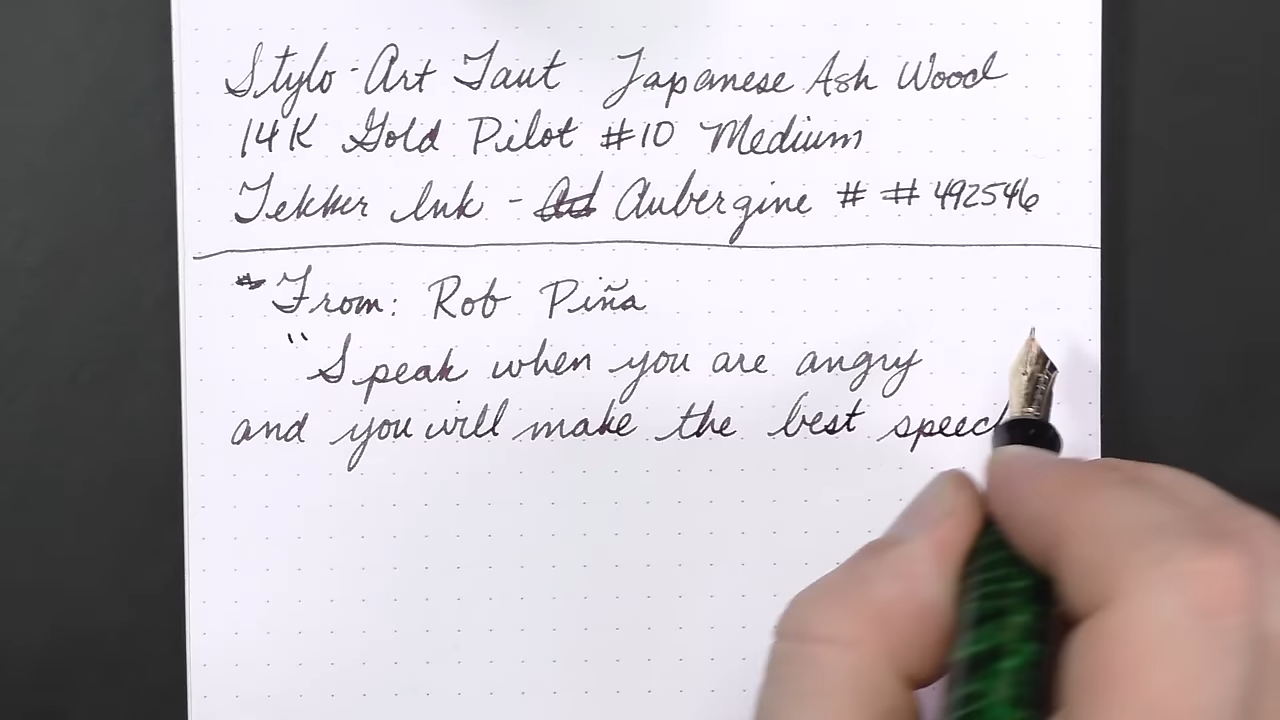 Stylo-Art Taut Japanese Ash Wood
14K Gold Pilot #10 Medium
Tekker Ink - Aubergine # #492546
From: Rob Piña
"Speak when you are angry
and you will make the best speech